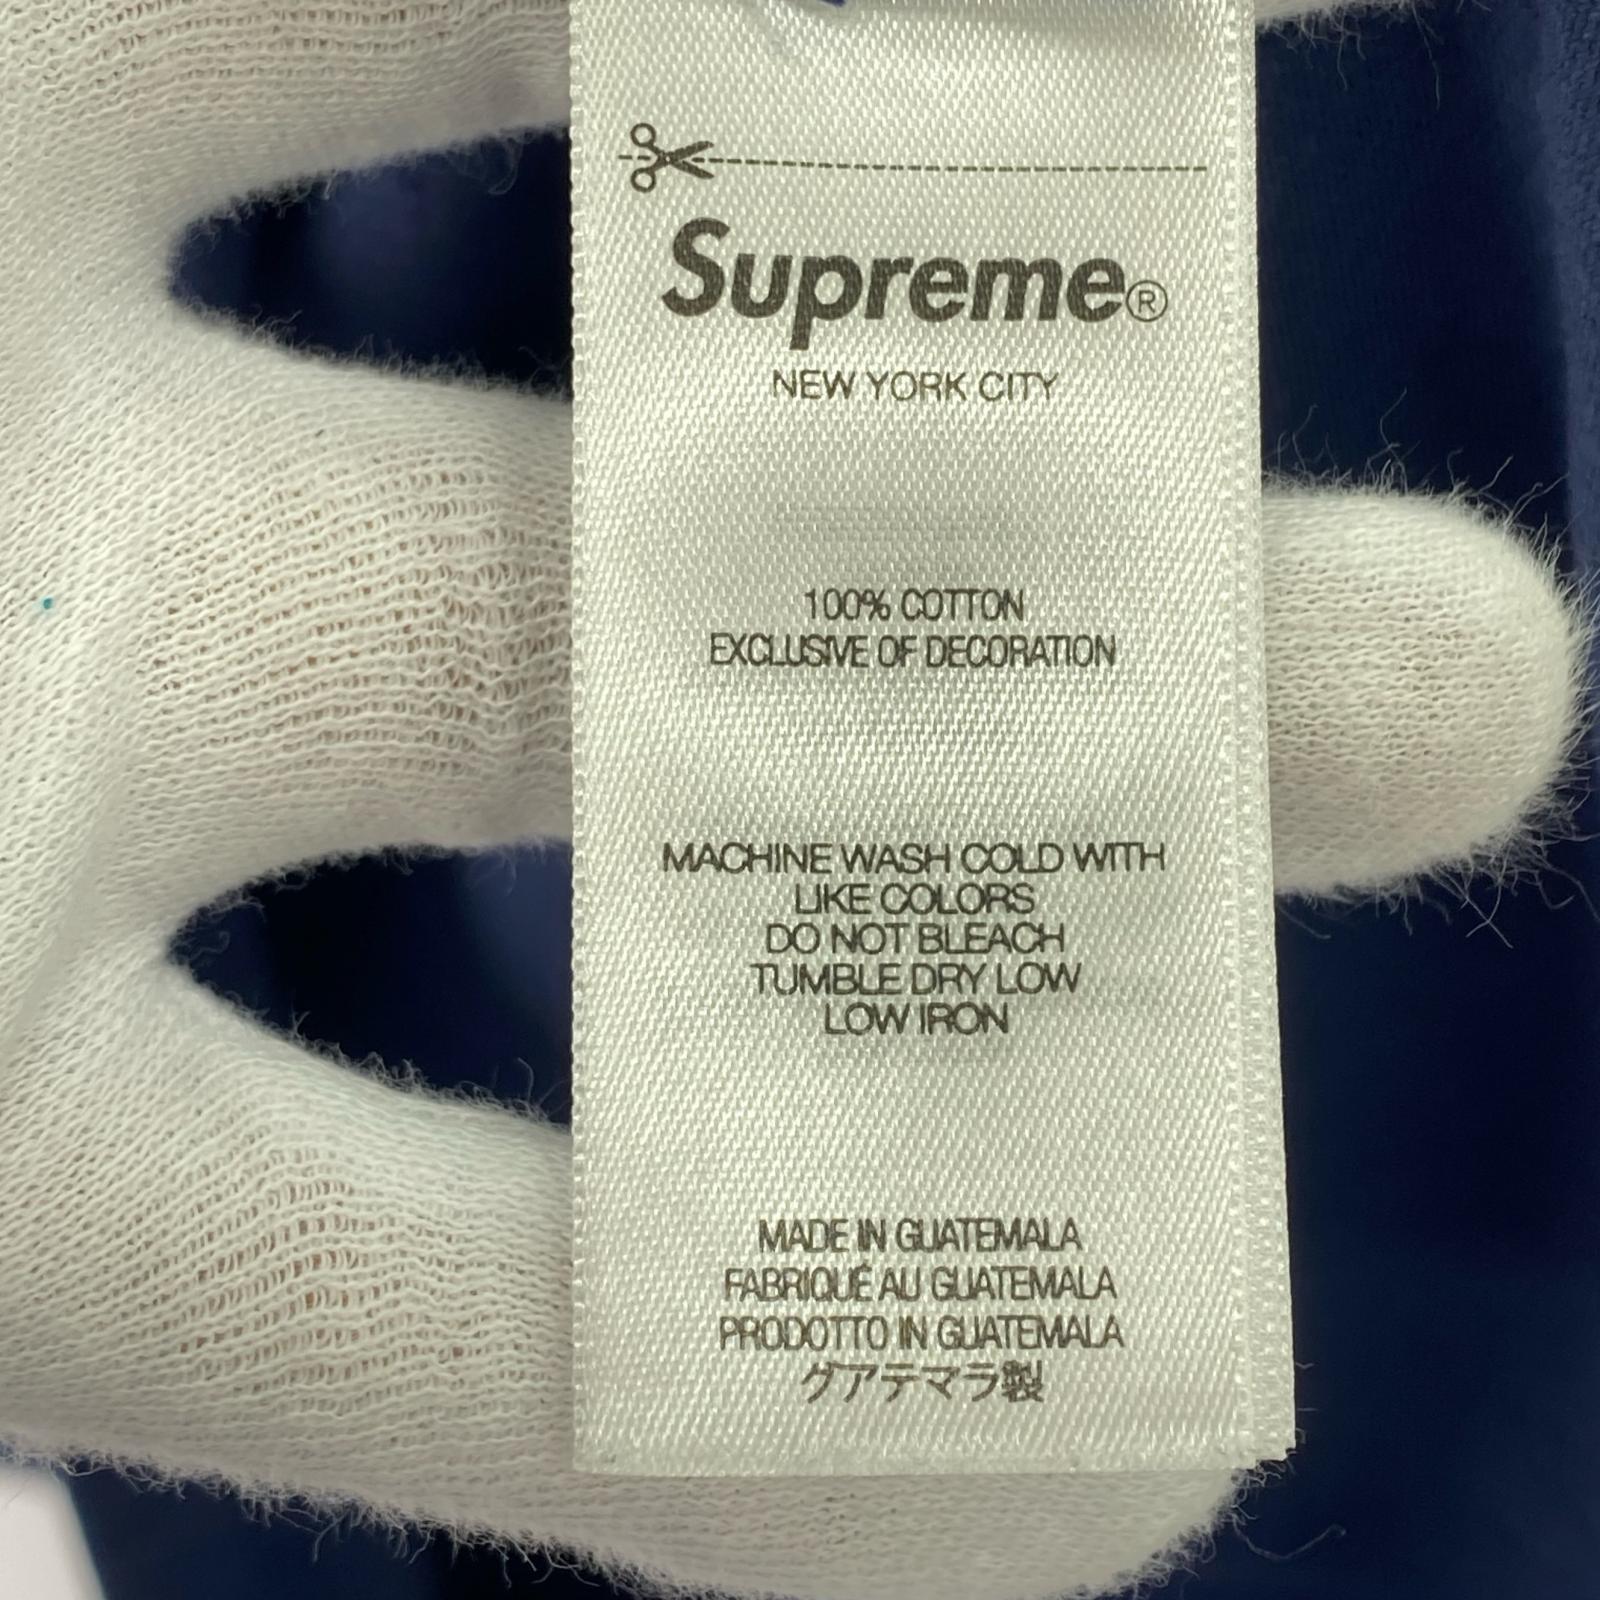 Supreme®
NEW YORK CITY
100% COTTON
EXCLUSIVE OF DECORATION
MACHINE WASH COLD WITH
LIKE COLORS
DO NOT BLEACH
TUMBLE DRY LOW
LOW IRON
MADE IN GUATEMALA
FABRIQUÉ AU GUATEMALA
PRODOTTO IN GUATEMALA
グアテマラ製